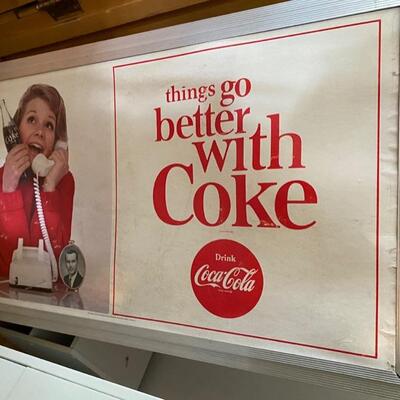 things go
better
with
Coke
Drink
Coca-Cola